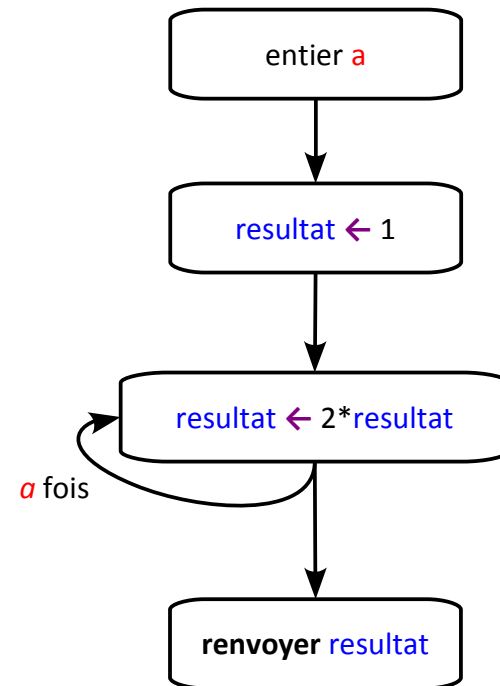 entier a
resultat ← 1
resultat ← 2*resultat
a fois
renvoyer resultat